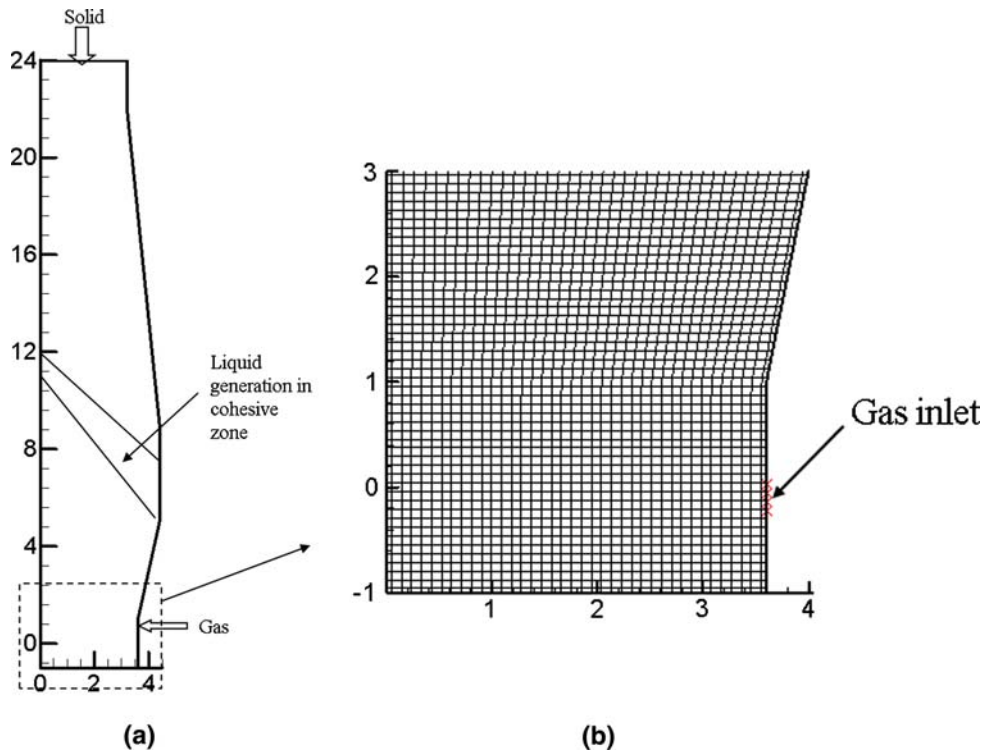 Solid
24
20
16
12
8
4
0
0 2 4
Liquid
generation in
cohesive
zone
Gas
(a)
3
2
1
0
-1
1 2 3 4
Gas inlet
(b)